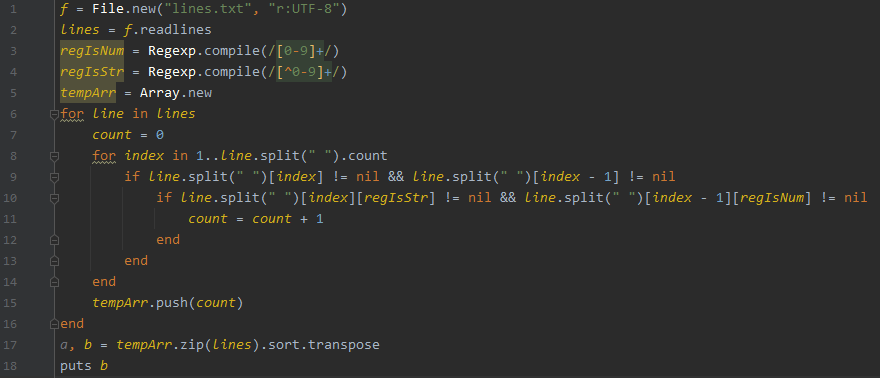 1 f = File.new("lines.txt", "r:UTF-8")
2 lines = f.readlines
3 regIsNum = Regexp.compile(/[0-9]+/)
4 regIsStr = Regexp.compile(/[^0-9]+/)
5 tempArr = Array.new
6 for line in lines
7     count = 0
8     for index in 1..line.split(" ").count
9         if line.split(" ")[index] != nil && line.split(" ")[index - 1] != nil
10             if line.split(" ")[index][regIsStr] != nil && line.split(" ")[index - 1][regIsNum] != nil
11                 count = count + 1
12             end
13         end
14     end
15     tempArr.push(count)
16 end
17 a, b = tempArr.zip(lines).sort.transpose
18 puts b